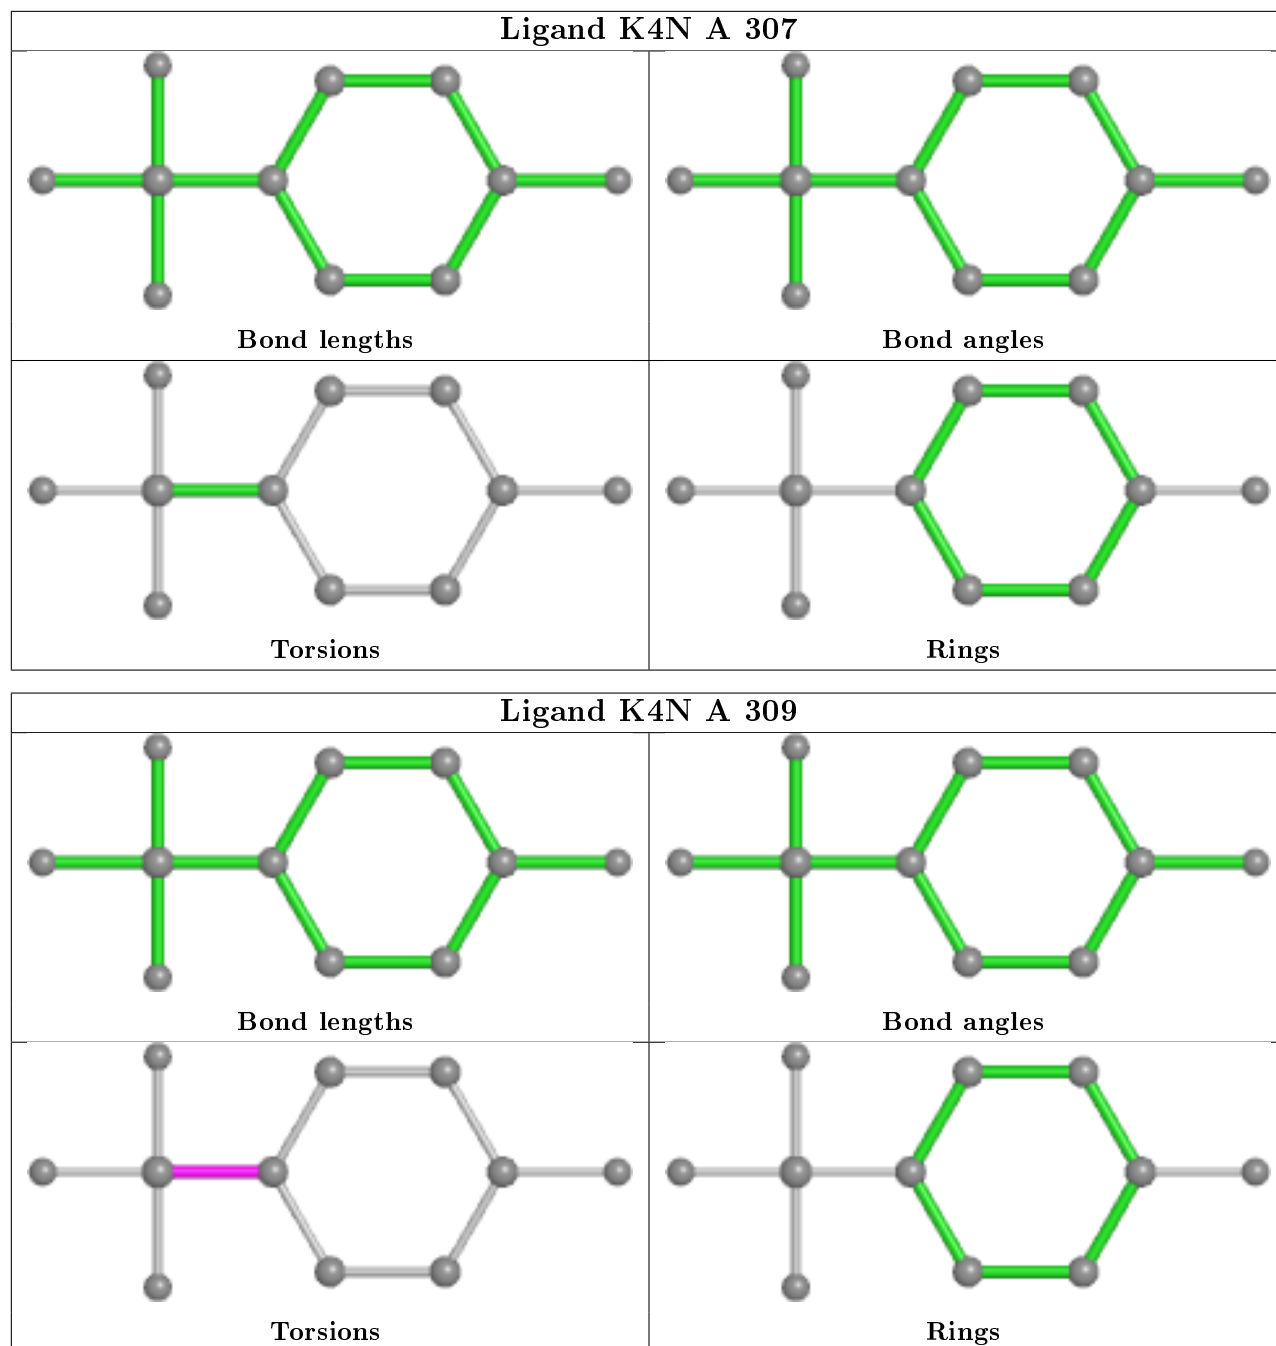 Ligand K4N A 307
Bond lengths
Bond angles
Torsions
Rings
Ligand K4N A 309
Bond lengths
Bond angles
Torsions
Rings